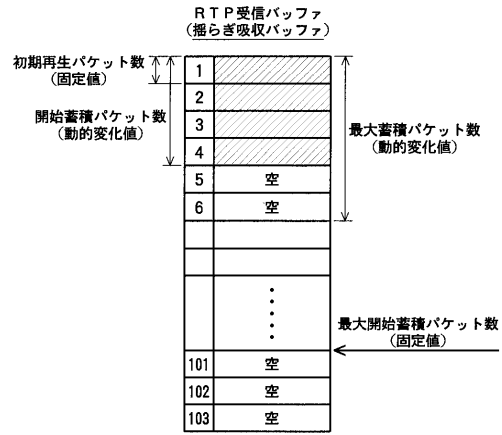 ＲＴＰ受信バッファ
（揺らぎ吸収バッファ）
初期再生パケット数
（固定値）
開始蓄積パケット数
（動的変化値）
最大蓄積パケット数
（動的変化値）
1
2
3
4
5 空
6 空
最大開始蓄積パケット数
（固定値）
101 空
102 空
103 空